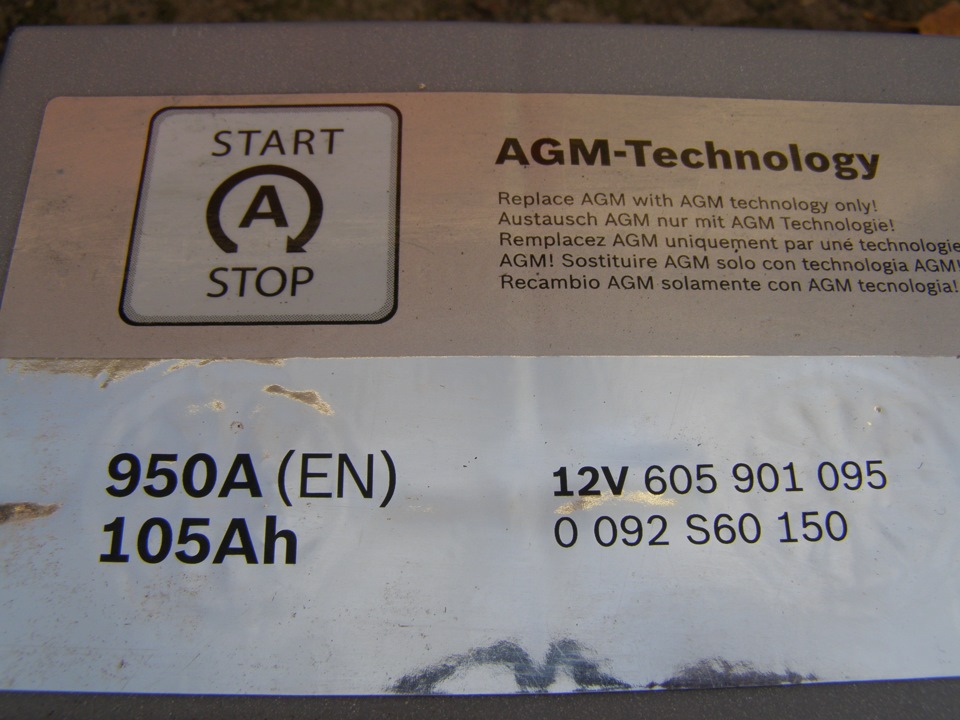 START
A
STOP
AGM-Technology
Replace AGM with AGM technology only!
Austausch AGM nur mit AGM Technologie!
Remplacez AGM uniquement par uné technologie
AGM! Sostituire AGM solo con technologia AGM!
Recambio AGM solamente con AGM tecnologia!
950A (EN)
105Ah
12V 605 901 095
0 092 S60 150